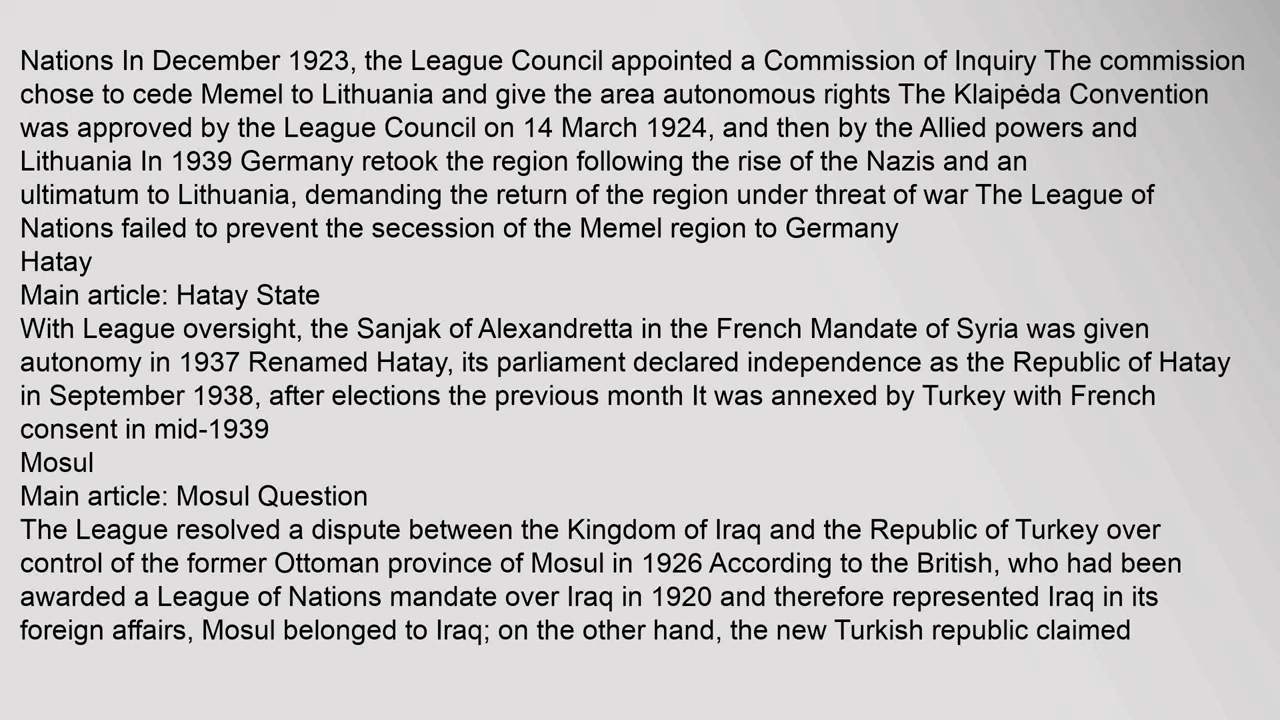 Nations In December 1923, the League Council appointed a Commission of Inquiry The commission
chose to cede Memel to Lithuania and give the area autonomous rights The Klaipėda Convention
was approved by the League Council on 14 March 1924, and then by the Allied powers and
Lithuania In 1939 Germany retook the region following the rise of the Nazis and an
ultimatum to Lithuania, demanding the return of the region under threat of war The League of
Nations failed to prevent the secession of the Memel region to Germany
Hatay
Main article: Hatay State
With League oversight, the Sanjak of Alexandretta in the French Mandate of Syria was given
autonomy in 1937 Renamed Hatay, its parliament declared independence as the Republic of Hatay
in September 1938, after elections the previous month It was annexed by Turkey with French
consent in mid-1939
Mosul
Main article: Mosul Question
The League resolved a dispute between the Kingdom of Iraq and the Republic of Turkey over
control of the former Ottoman province of Mosul in 1926 According to the British, who had been
awarded a League of Nations mandate over Iraq in 1920 and therefore represented Iraq in its
foreign affairs, Mosul belonged to Iraq; on the other hand, the new Turkish republic claimed